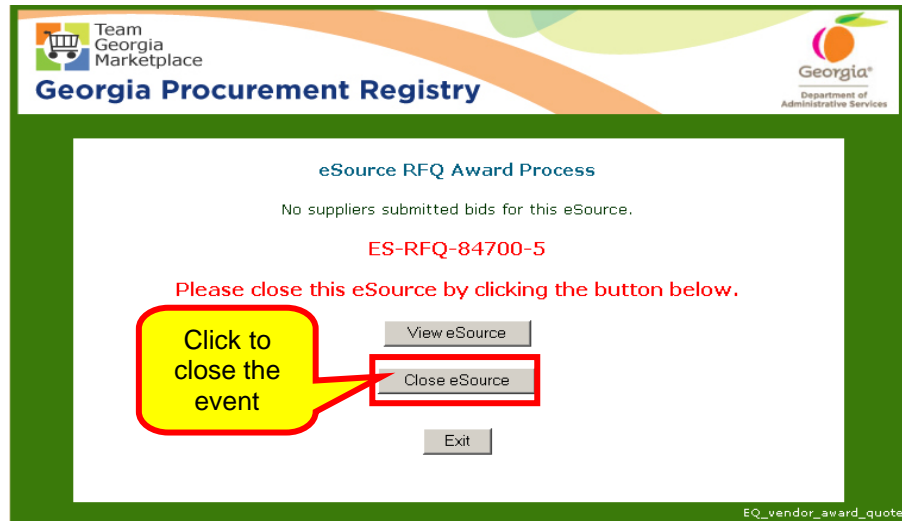 Team
Georgia
Marketplace
Georgia Procurement Registry
Georgia®
Department of
Administrative Services
eSource RFQ Award Process
No suppliers submitted bids for this eSource.
ES-RFQ-84700-5
Please close this eSource by clicking the button below.
View eSource
Click to
close the
event
Close eSource
Exit
EQ_vendor_award_quote